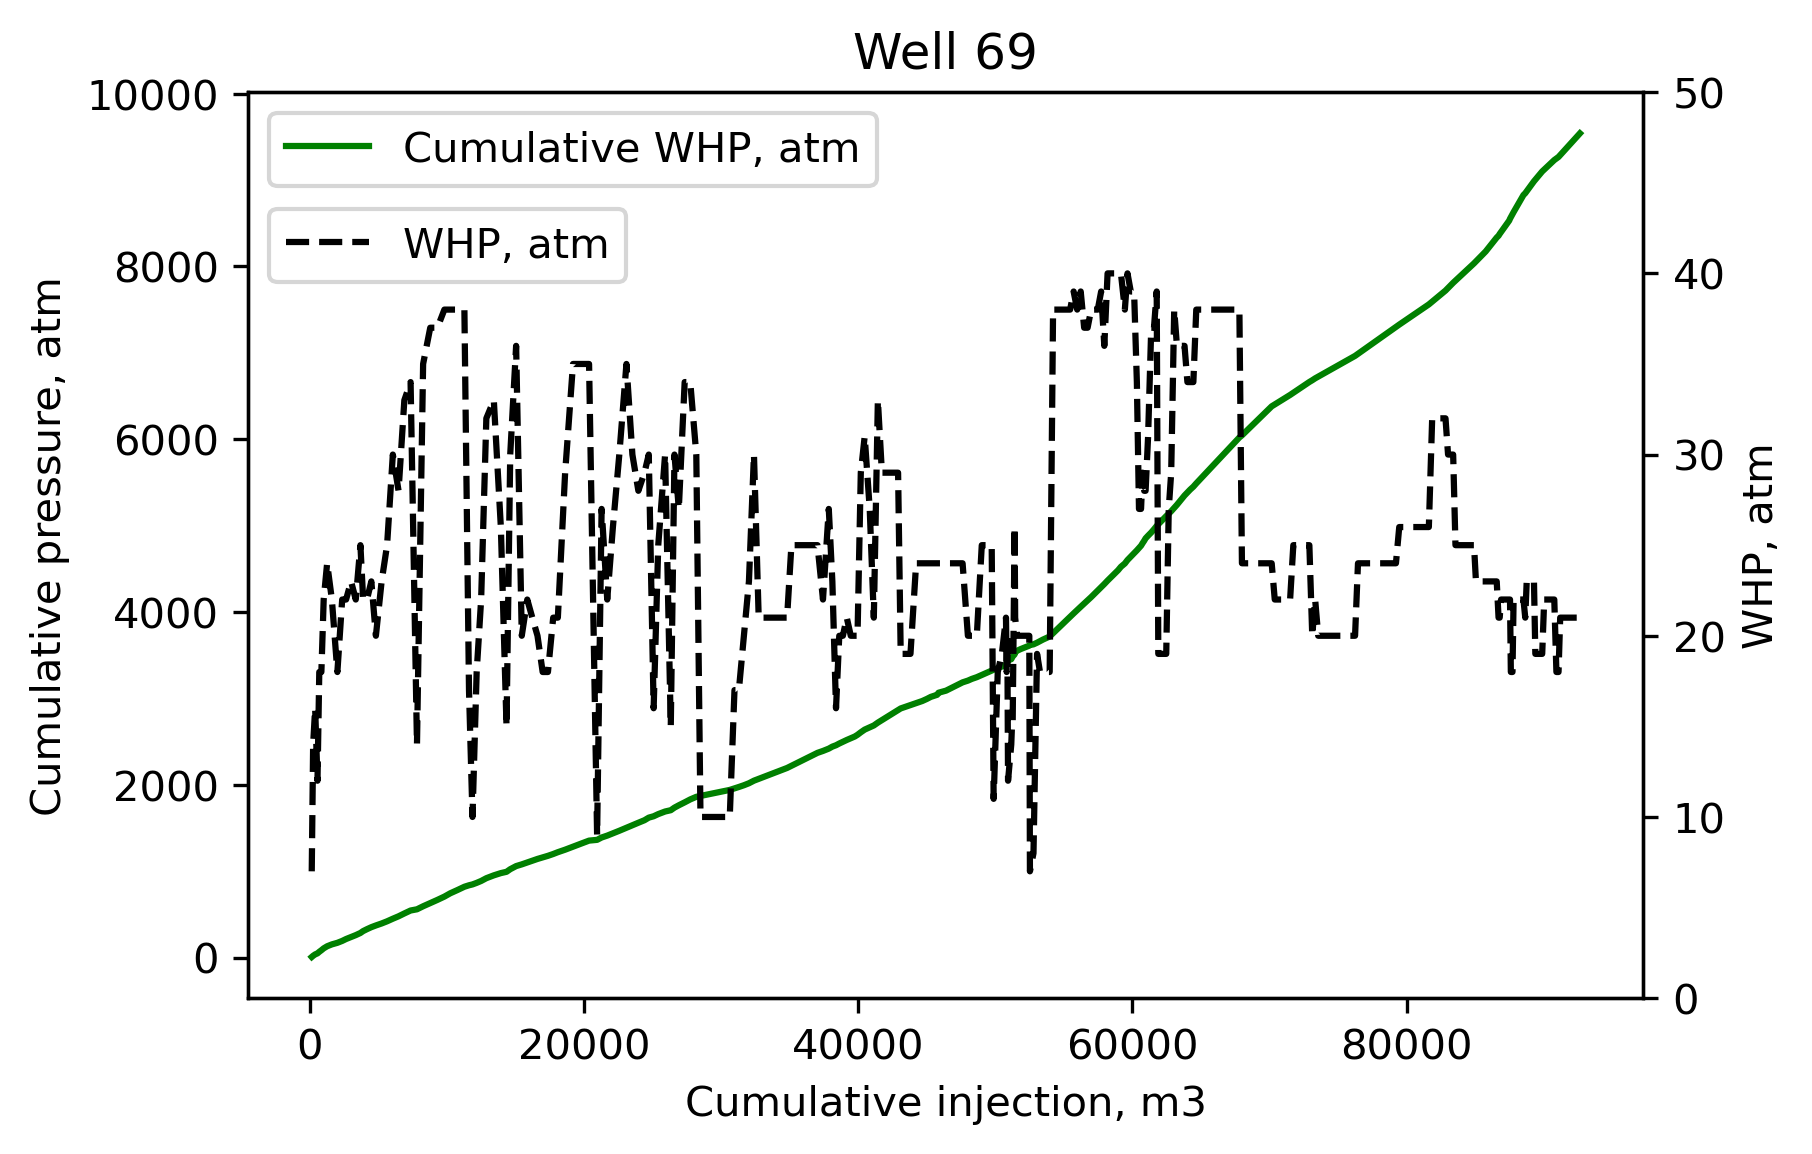 Well 69
Cumulative WHP, atm
WHP, atm
Cumulative pressure, atm
10000
8000
6000
4000
2000
0
50
40
30
20
10
0
WHP, atm
0
20000
40000
60000
80000
Cumulative injection, m3